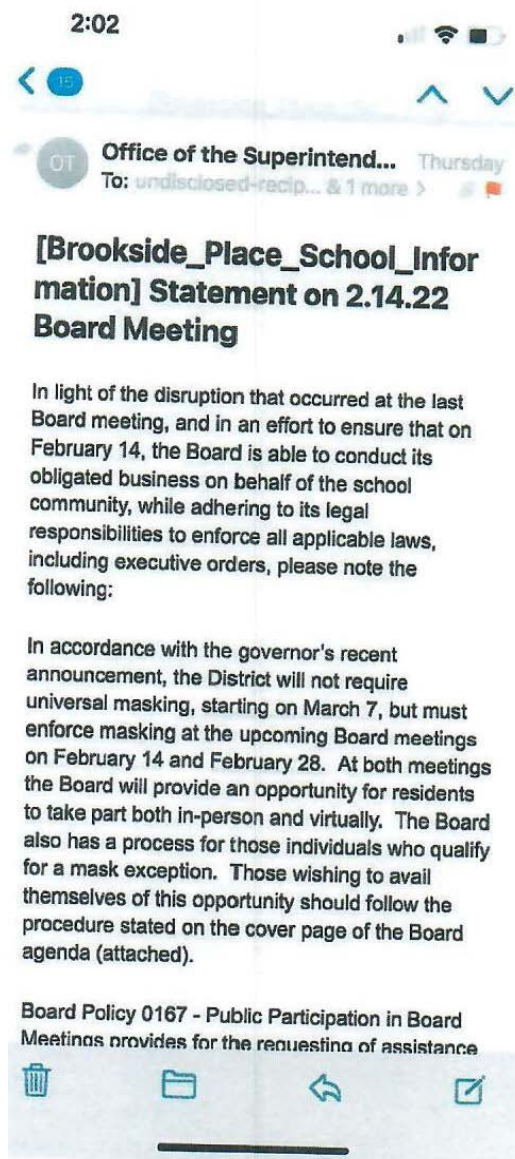 2:02
15
OT
Office of the Superintend... Thursday
To: undisclosed-recip... & 1 more >
[Brookside_Place_School_Infor
mation] Statement on 2.14.22
Board Meeting
In light of the disruption that occurred at the last
Board meeting, and in an effort to ensure that on
February 14, the Board is able to conduct its
obligated business on behalf of the school
community, while adhering to its legal
responsibilities to enforce all applicable laws,
including executive orders, please note the
following:
In accordance with the governor's recent
announcement, the District will not require
universal masking, starting on March 7, but must
enforce masking at the upcoming Board meetings
on February 14 and February 28.  At both meetings
the Board will provide an opportunity for residents
to take part both in-person and virtually.  The Board
also has a process for those individuals who qualify
for a mask exception.  Those wishing to avail
themselves of this opportunity should follow the
procedure stated on the cover page of the Board
agenda (attached).
Board Policy 0167 - Public Participation in Board
Meetings provides for the requesting of assistance